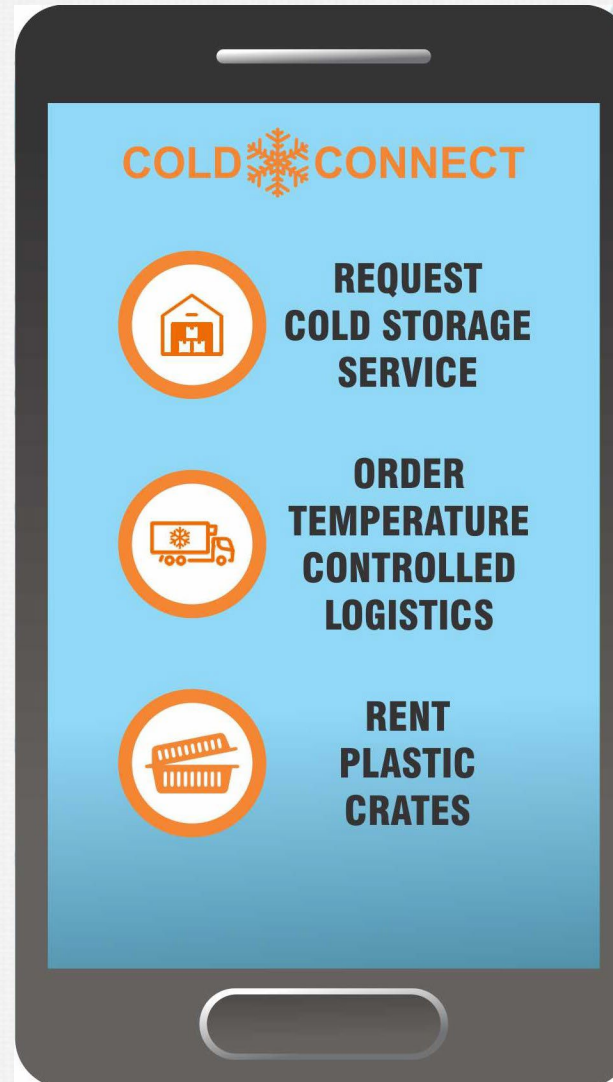 COLD CONNECT
REQUEST
COLD STORAGE
SERVICE
ORDER
TEMPERATURE
CONTROLLED
LOGISTICS
RENT
PLASTIC
CRATES